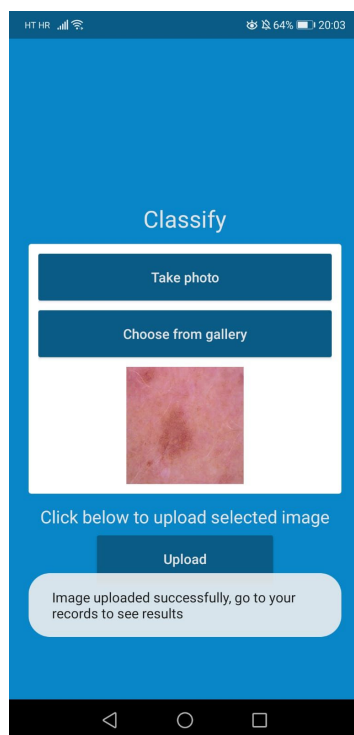 HT HR 64% 20:03
Classify
Take photo
Choose from gallery
Click below to upload selected image
Upload
Image uploaded successfully, go to your
records to see results